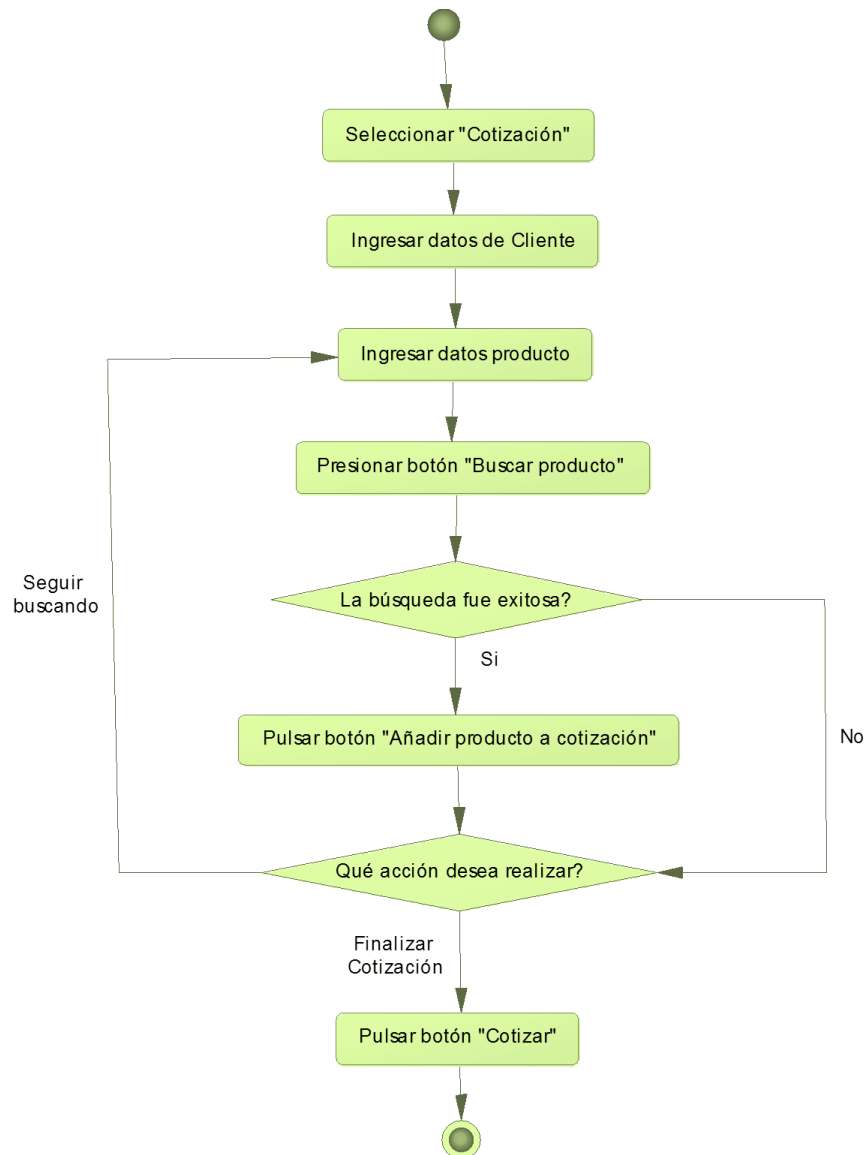 Seleccionar "Cotización"
Ingresar datos de Cliente
Ingresar datos producto
Presionar botón "Buscar producto"
Seguir
buscando
La búsqueda fue exitosa?
Si
Pulsar botón "Añadir producto a cotización"
No
Qué acción desea realizar?
Finalizar
Cotización
Pulsar botón "Cotizar"